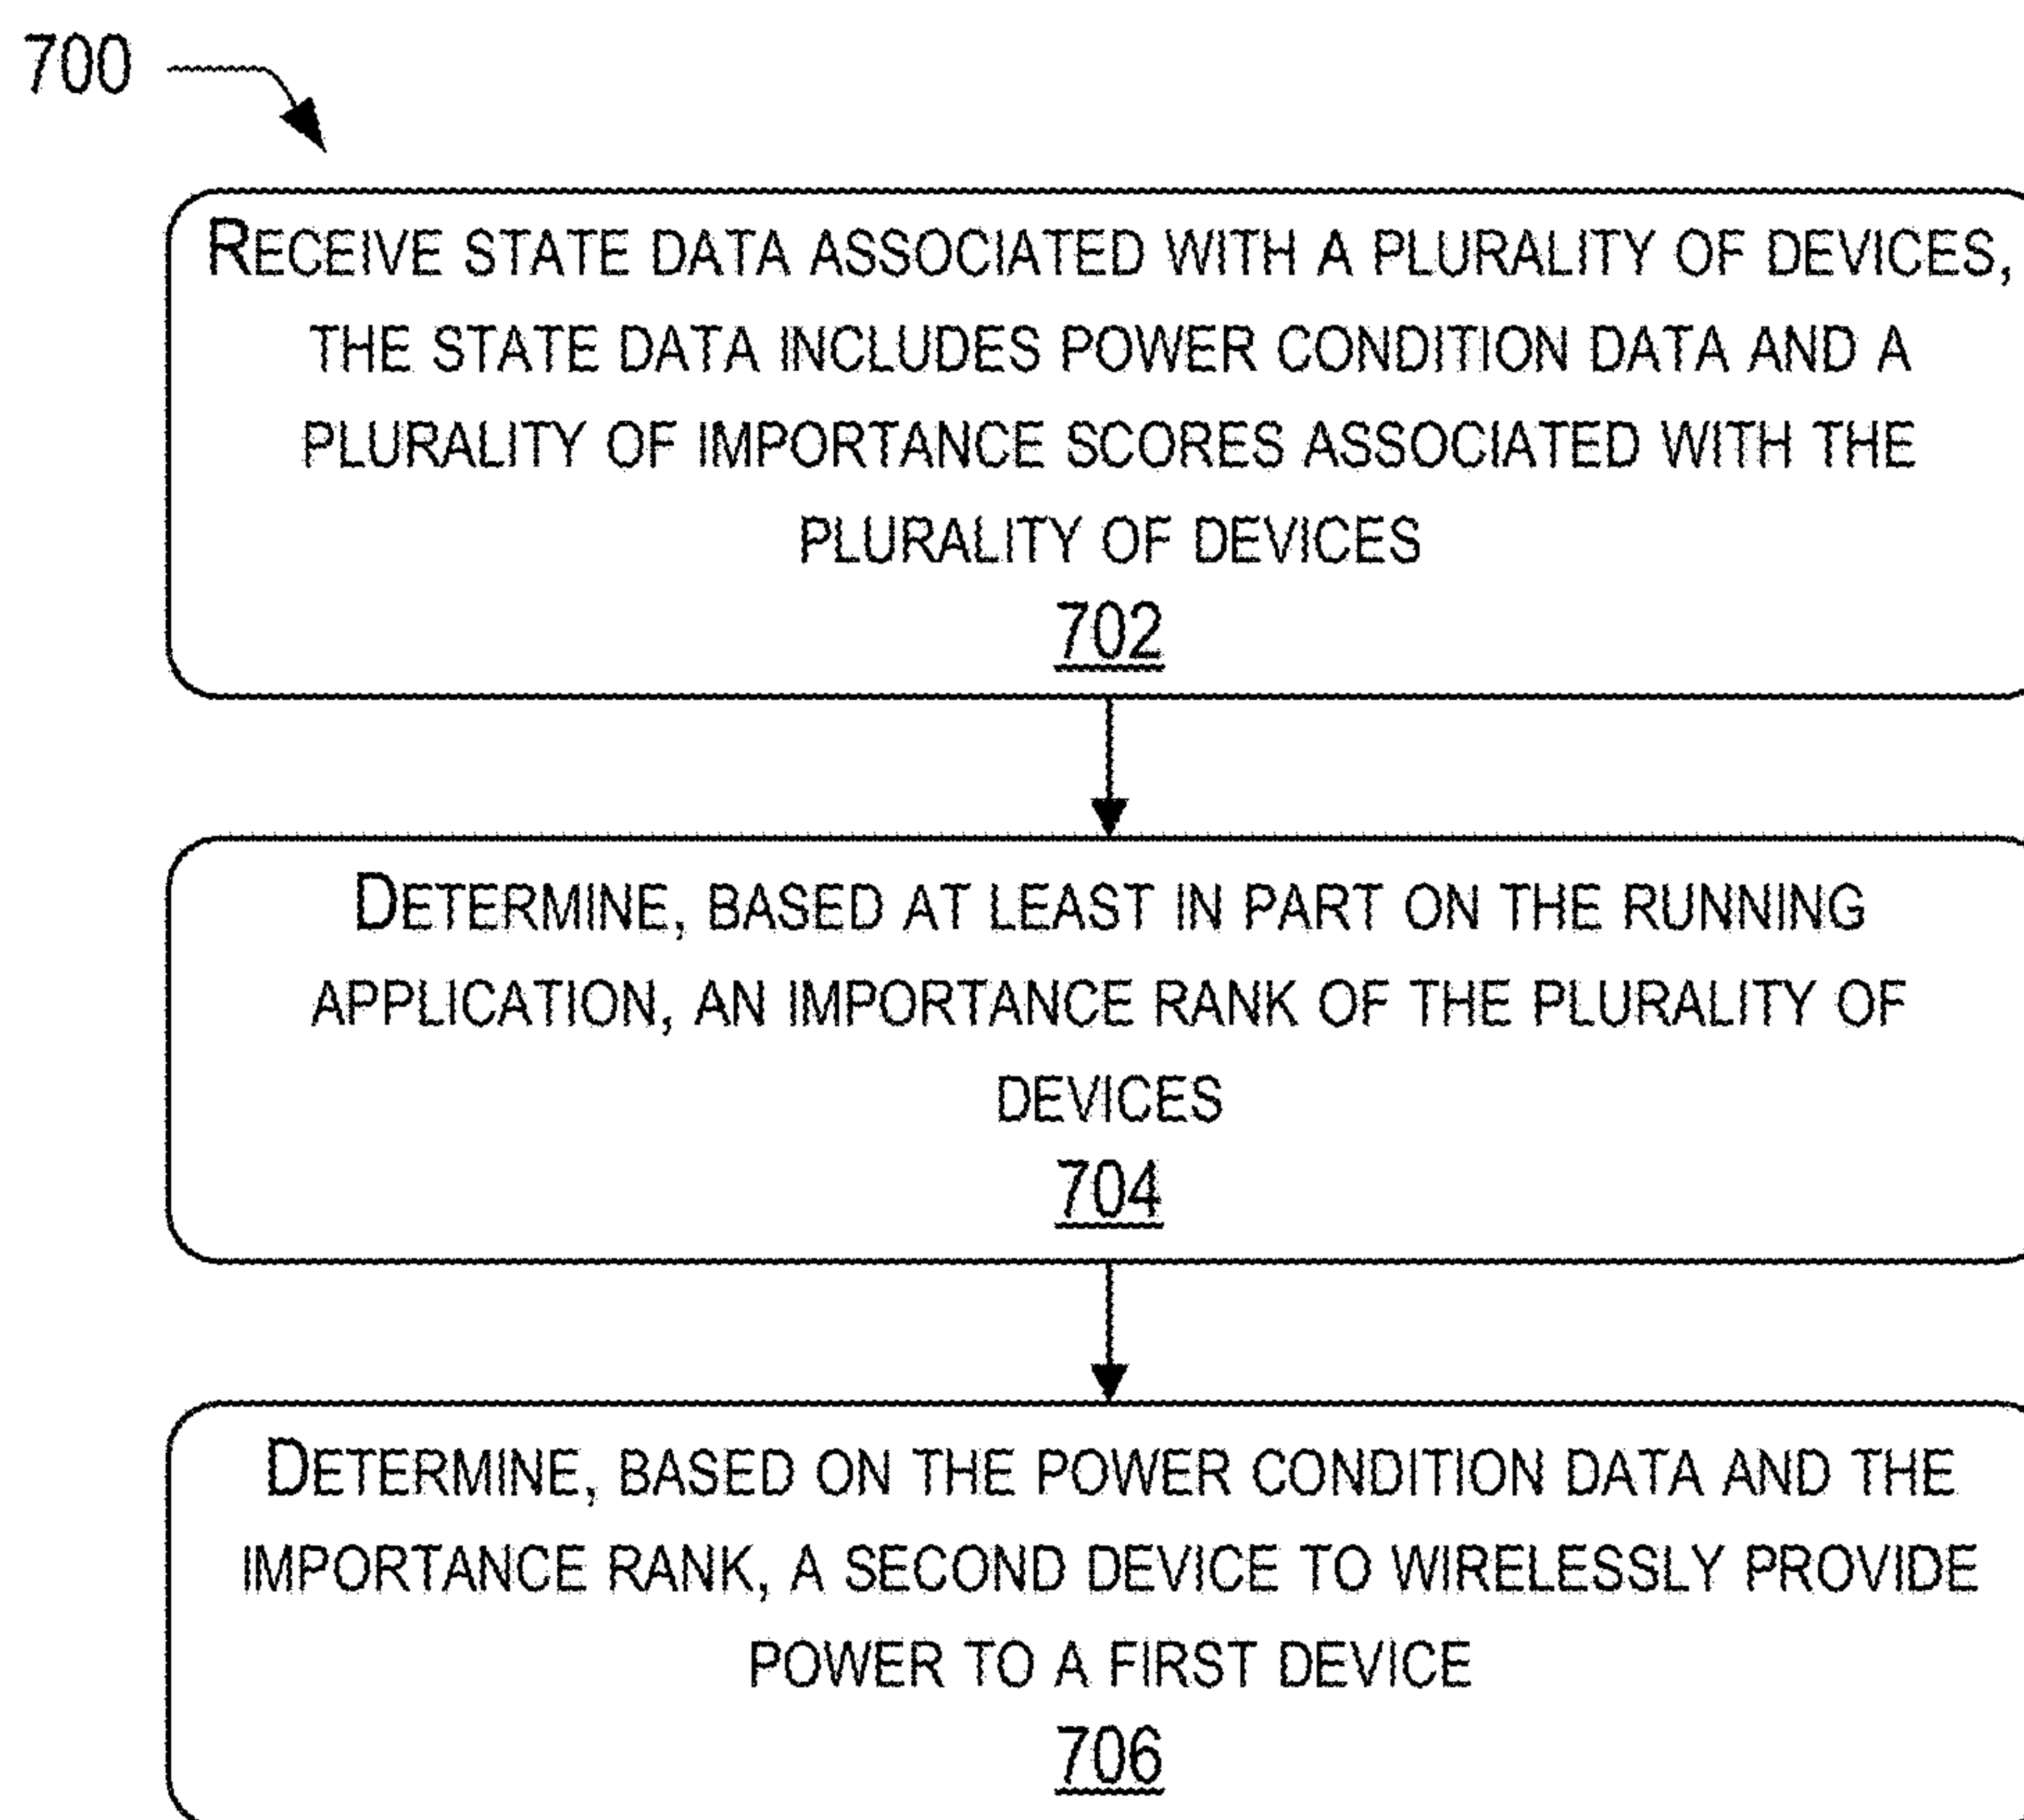 700
RECEIVE STATE DATA ASSOCIATED WITH A PLURALITY OF DEVICES,
THE STATE DATA INCLUDES POWER CONDITION DATA AND A
PLURALITY OF IMPORTANCE SCORES ASSOCIATED WITH THE
PLURALITY OF DEVICES
702
DETERMINE, BASED AT LEAST IN PART ON THE RUNNING
APPLICATION, AN IMPORTANCE RANK OF THE PLURALITY OF
DEVICES
704
DETERMINE, BASED ON THE POWER CONDITION DATA AND THE
IMPORTANCE RANK, A SECOND DEVICE TO WIRELESSLY PROVIDE
POWER TO A FIRST DEVICE
706